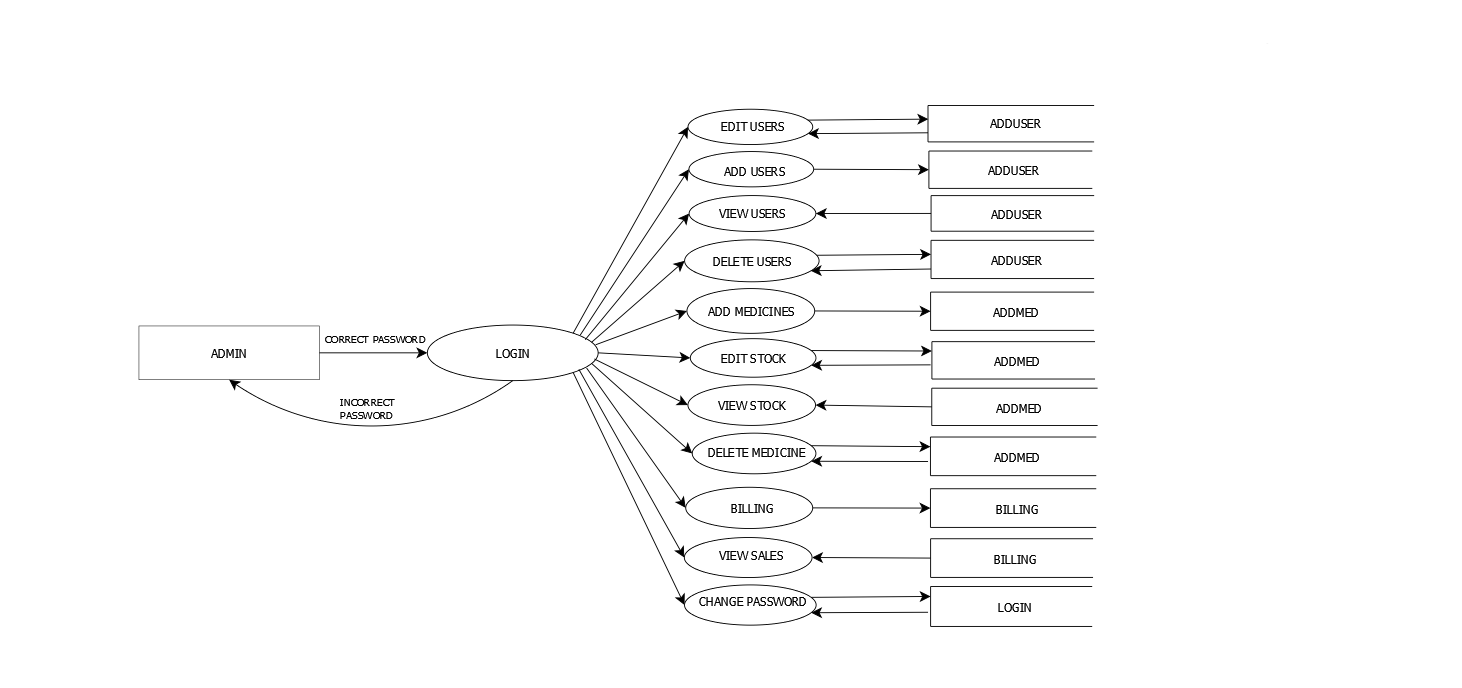 EDIT USERS
ADDUSER
ADD USERS
ADDUSER
VIEW USERS
ADDUSER
DELETE USERS
ADDUSER
ADD MEDICINES
ADDMED
ADMIN
CORRECT PASSWORD
LOGIN
EDIT STOCK
ADDMED
INCORRECT
PASSWORD
VIEW STOCK
ADDMED
DELETE MEDICINE
ADDMED
BILLING
BILLING
VIEW SALES
BILLING
CHANGE PASSWORD
LOGIN